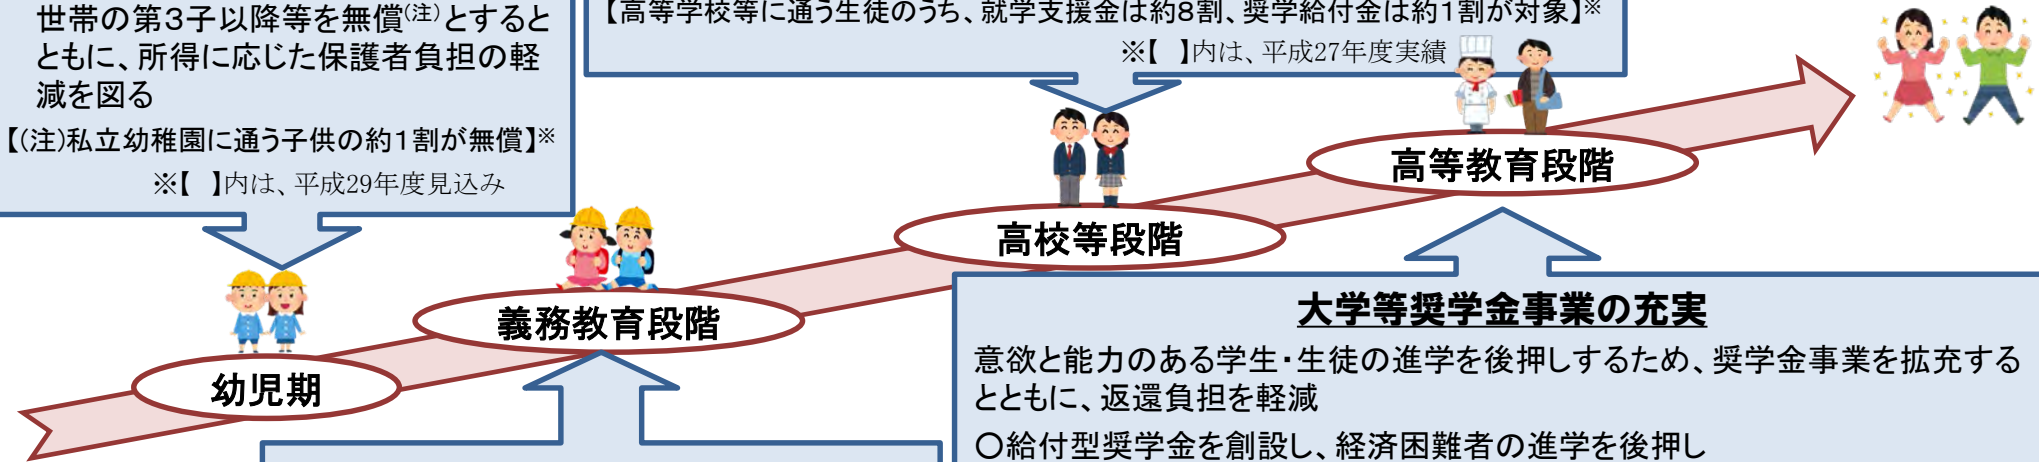 世帯の第３子以降等を無償(注)とすると
ともに、所得に応じた保護者負担の軽
減を図る
【(注)私立幼稚園に通う子供の約１割が無償】※
※【　】内は、平成29年度見込み
【高等学校等に通う生徒のうち、就学支援金は約８割、奨学給付金は約１割が対象】※
※【　】内は、平成27年度実績
高等教育段階
高校等段階
義務教育段階
幼児期
大学等奨学金事業の充実
意欲と能力のある学生・生徒の進学を後押しするため、奨学金事業を拡充する
とともに、返還負担を軽減
○給付型奨学金を創設し、経済困難者の進学を後押し